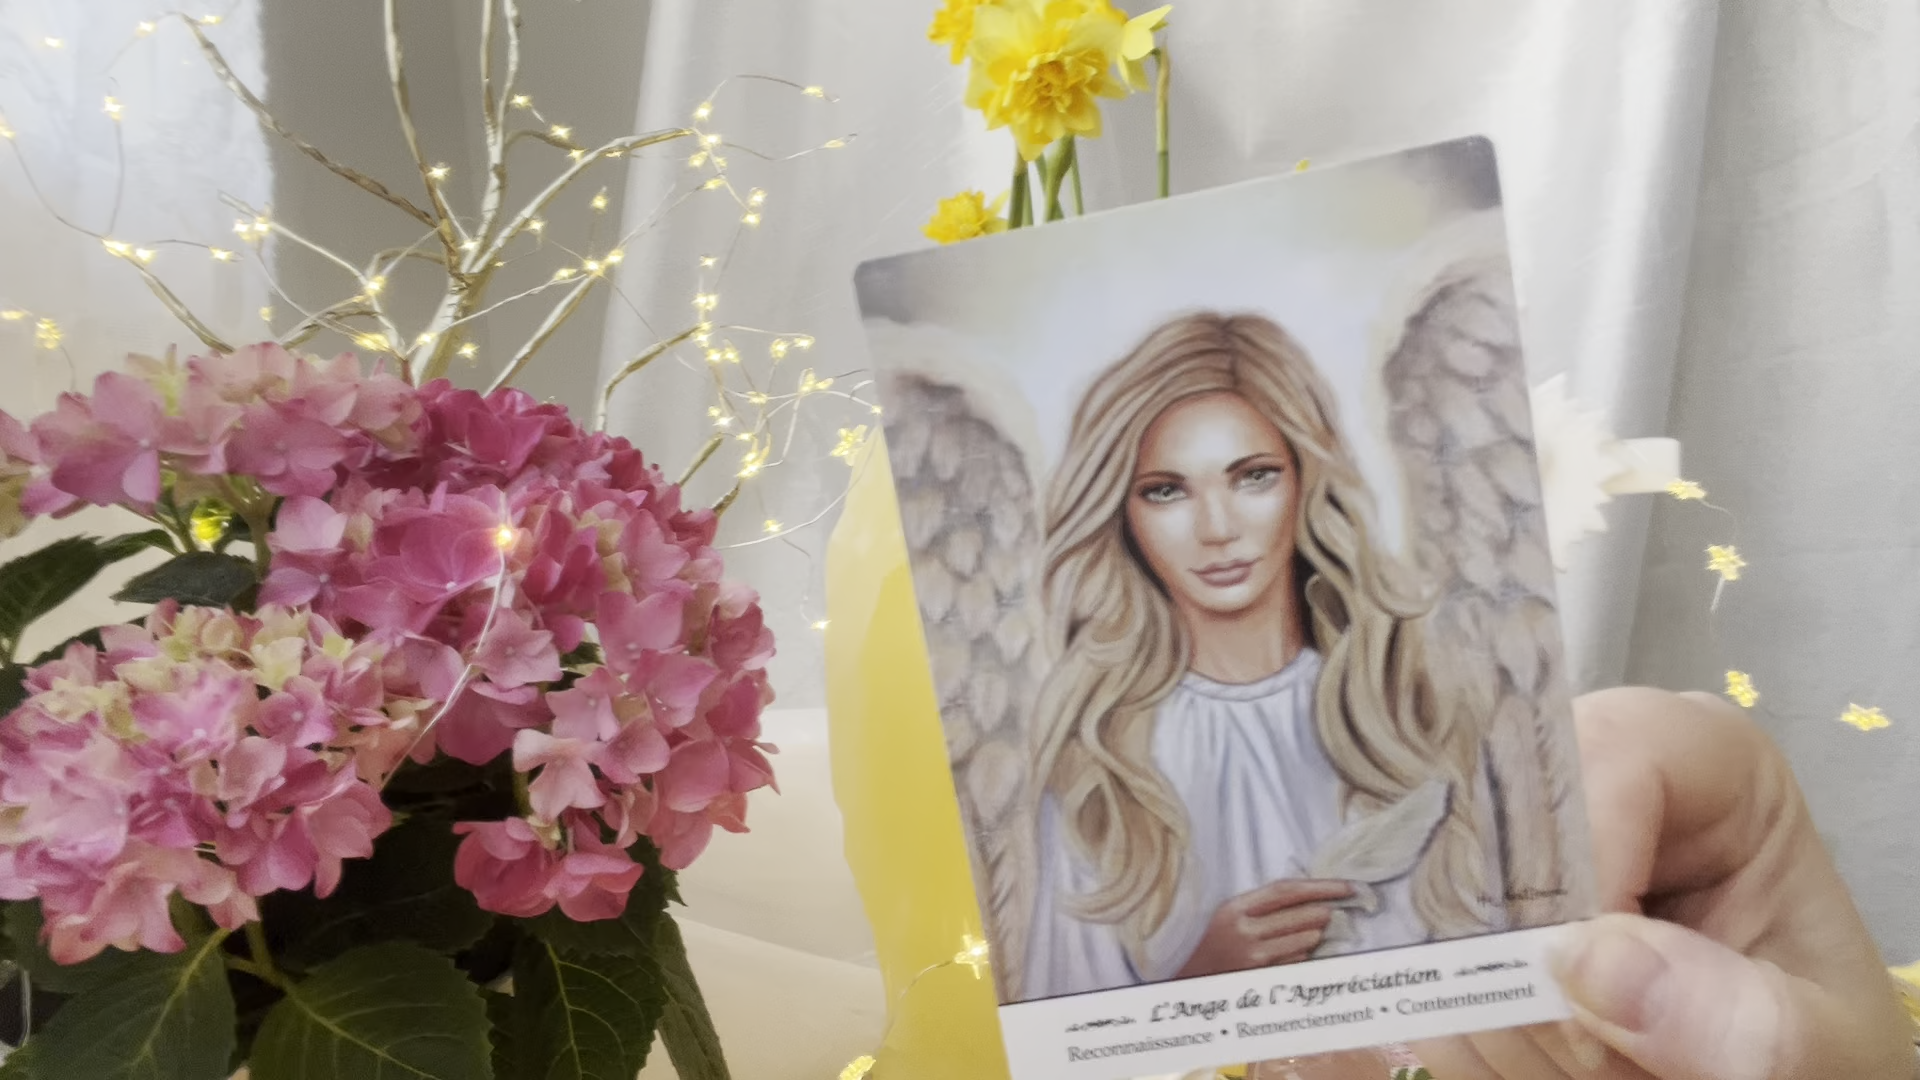 L'Ange de l'Appréciation
Reconnaissance • Remerciement • Contentement